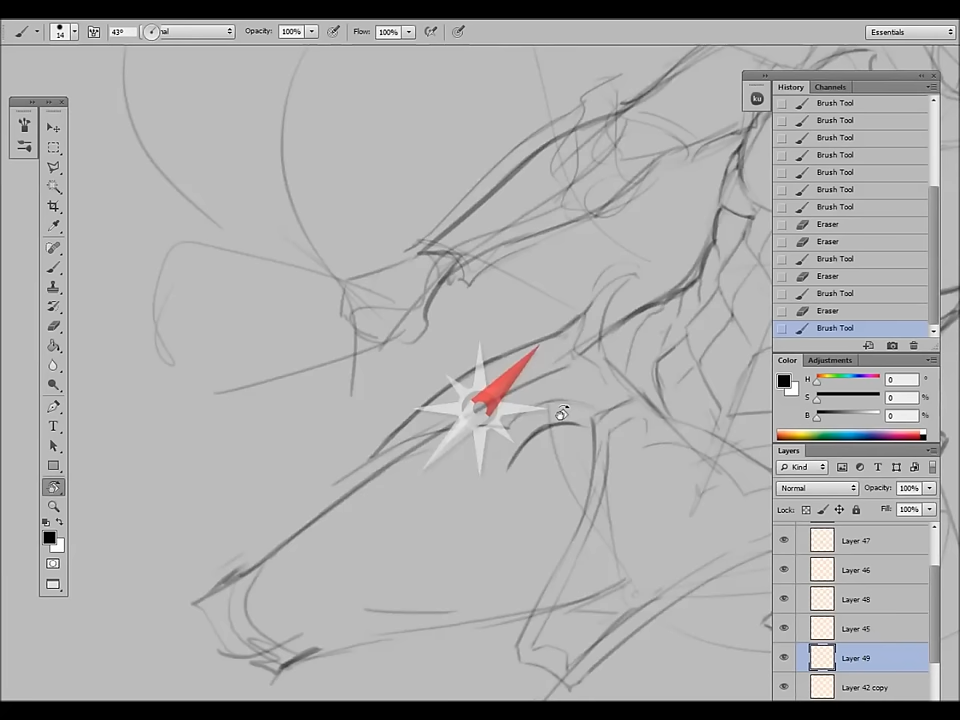 14
43°
Opacity: 100%
Flow: 100%
Essentials
ku
History
Channels
Brush Tool
Brush Tool
Brush Tool
Brush Tool
Brush Tool
Brush Tool
Brush Tool
Eraser
Eraser
Brush Tool
Eraser
Brush Tool
Eraser
Brush Tool
Color
Adjustments
H 0 °
S 0 %
B 0 %
Layers
Kind
Normal
Opacity: 100%
Lock:
Fill: 100%
Layer 47
Layer 46
Layer 48
Layer 45
Layer 49
Layer 42 copy